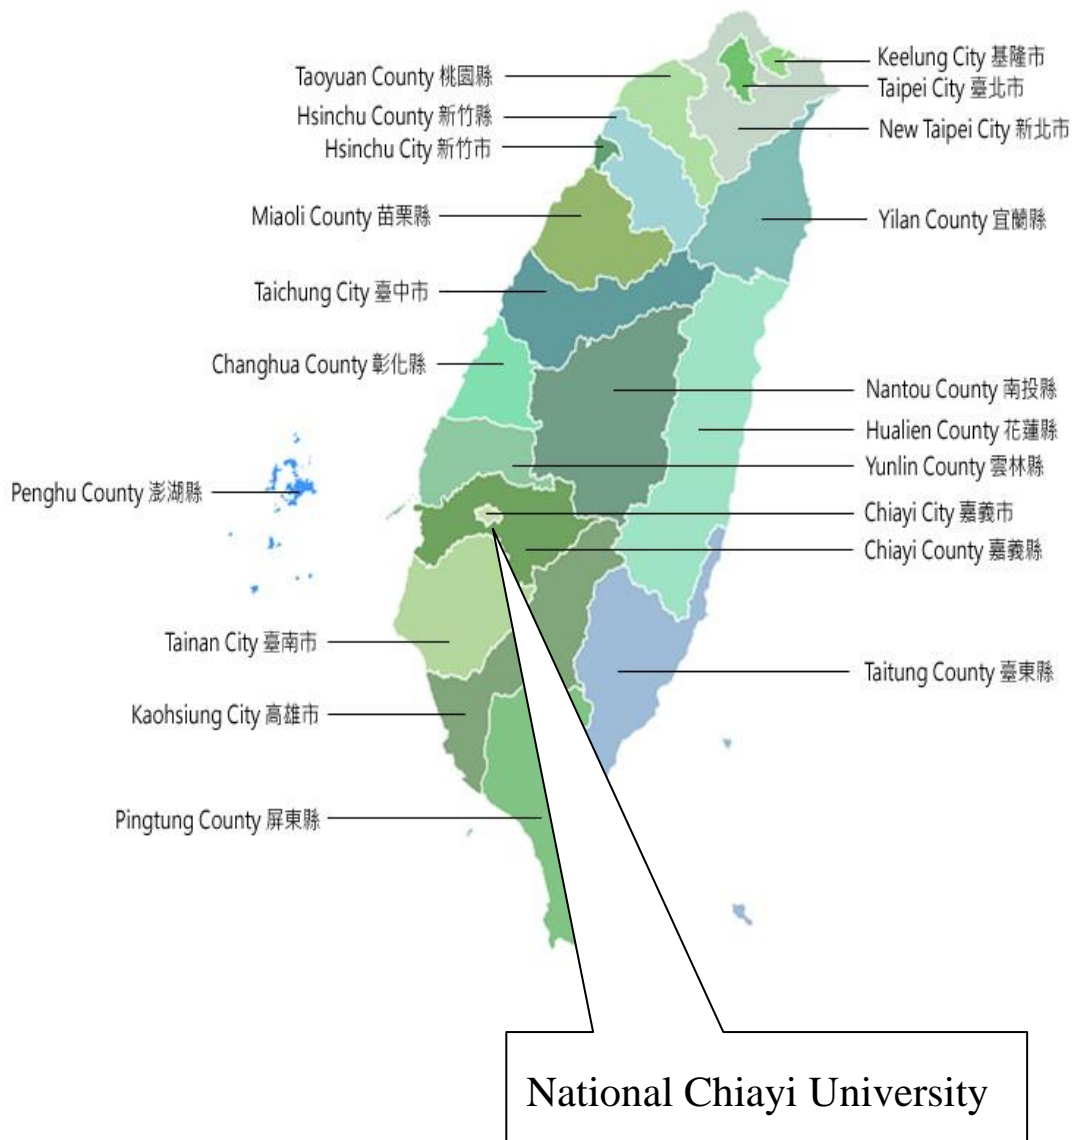 Keelung City 基隆市
Taoyuan County 桃園縣
Taipei City 臺北市
Hsinchu County 新竹縣
New Taipei City 新北市
Hsinchu City 新竹市
Miaoli County 苗栗縣
Yilan County 宜蘭縣
Taichung City 臺中市
Changhua County 彰化縣
Nantou County 南投縣
Hualien County 花蓮縣
Yunlin County 雲林縣
Penghu County 澎湖縣
Chiayi City 嘉義市
Chiayi County 嘉義縣
Tainan City 臺南市
Taitung County 臺東縣
Kaohsiung City 高雄市
Pingtung County 屏東縣
National Chiayi University